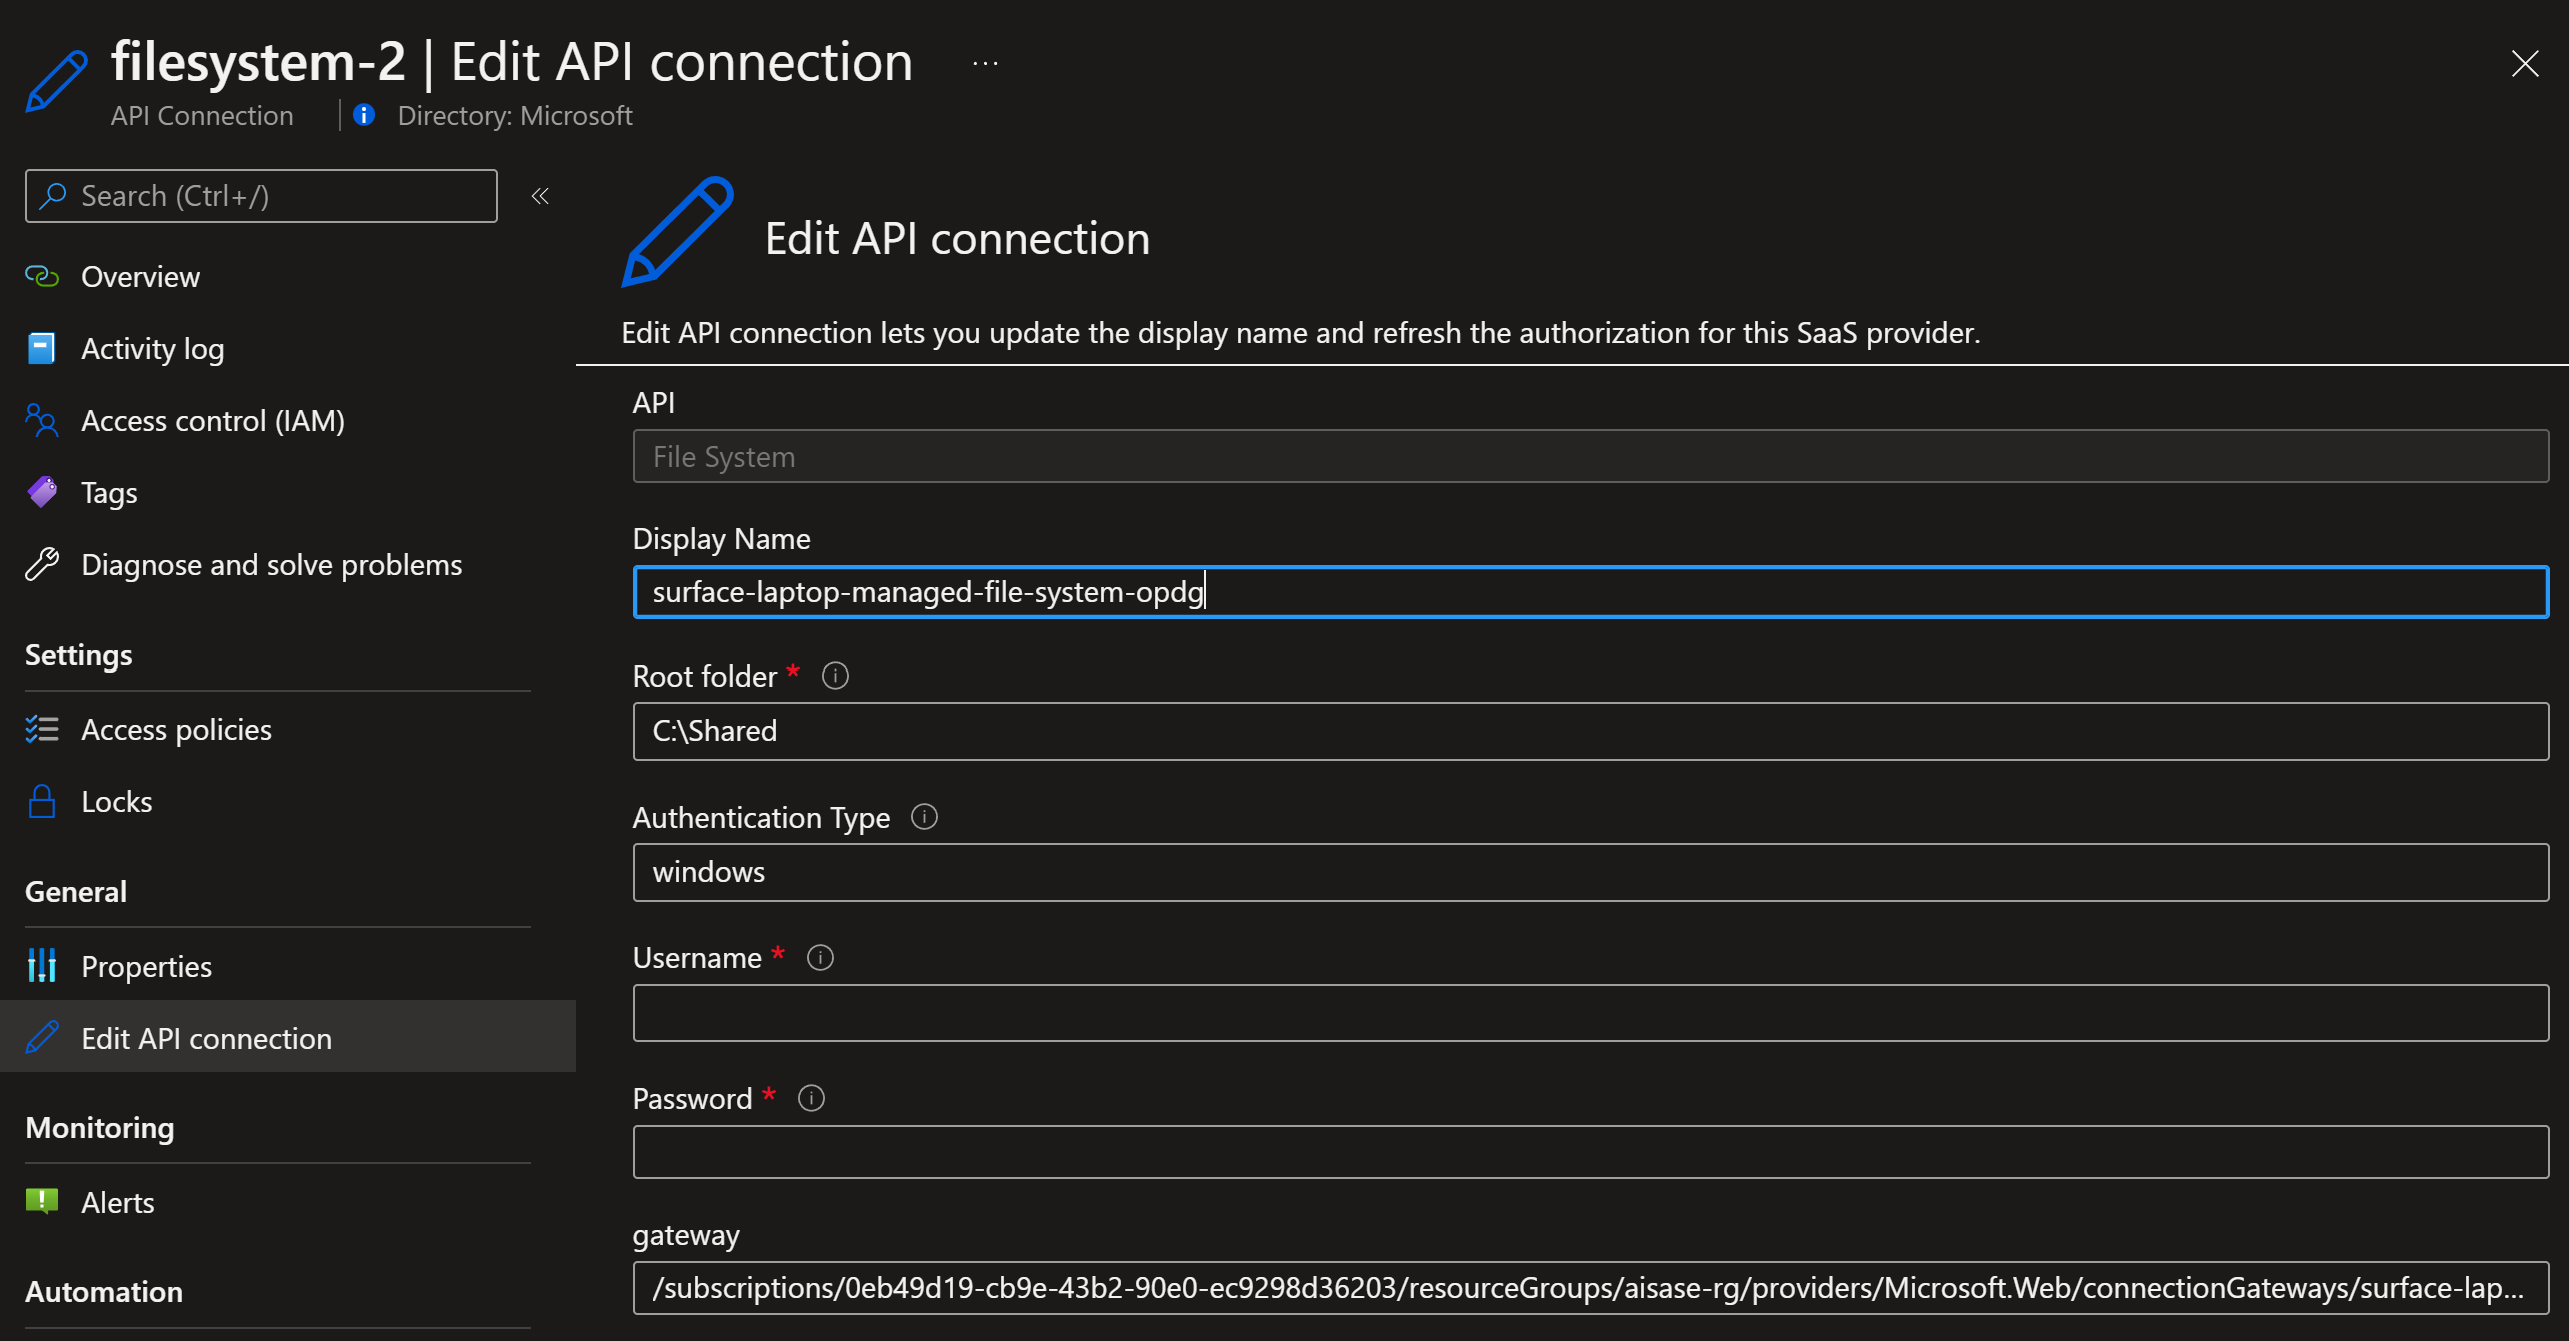 filesystem-2 | Edit API connection ...
API Connection | Directory: Microsoft
Search (Ctrl+/)
«
Overview
Activity log
Access control (IAM)
Tags
Diagnose and solve problems
Settings
Access policies
Locks
General
Properties
Edit API connection
Monitoring
Alerts
Automation
Edit API connection
Edit API connection lets you update the display name and refresh the authorization for this SaaS provider.
API
File System
Display Name
surface-laptop-managed-file-system-opdg
Root folder *
C:\Shared
Authentication Type
windows
Username *
Password *
gateway
/subscriptions/0eb49d19-cb9e-43b2-90e0-ec9298d36203/resourceGroups/aisase-rg/providers/Microsoft.Web/connectionGateways/surface-lap...